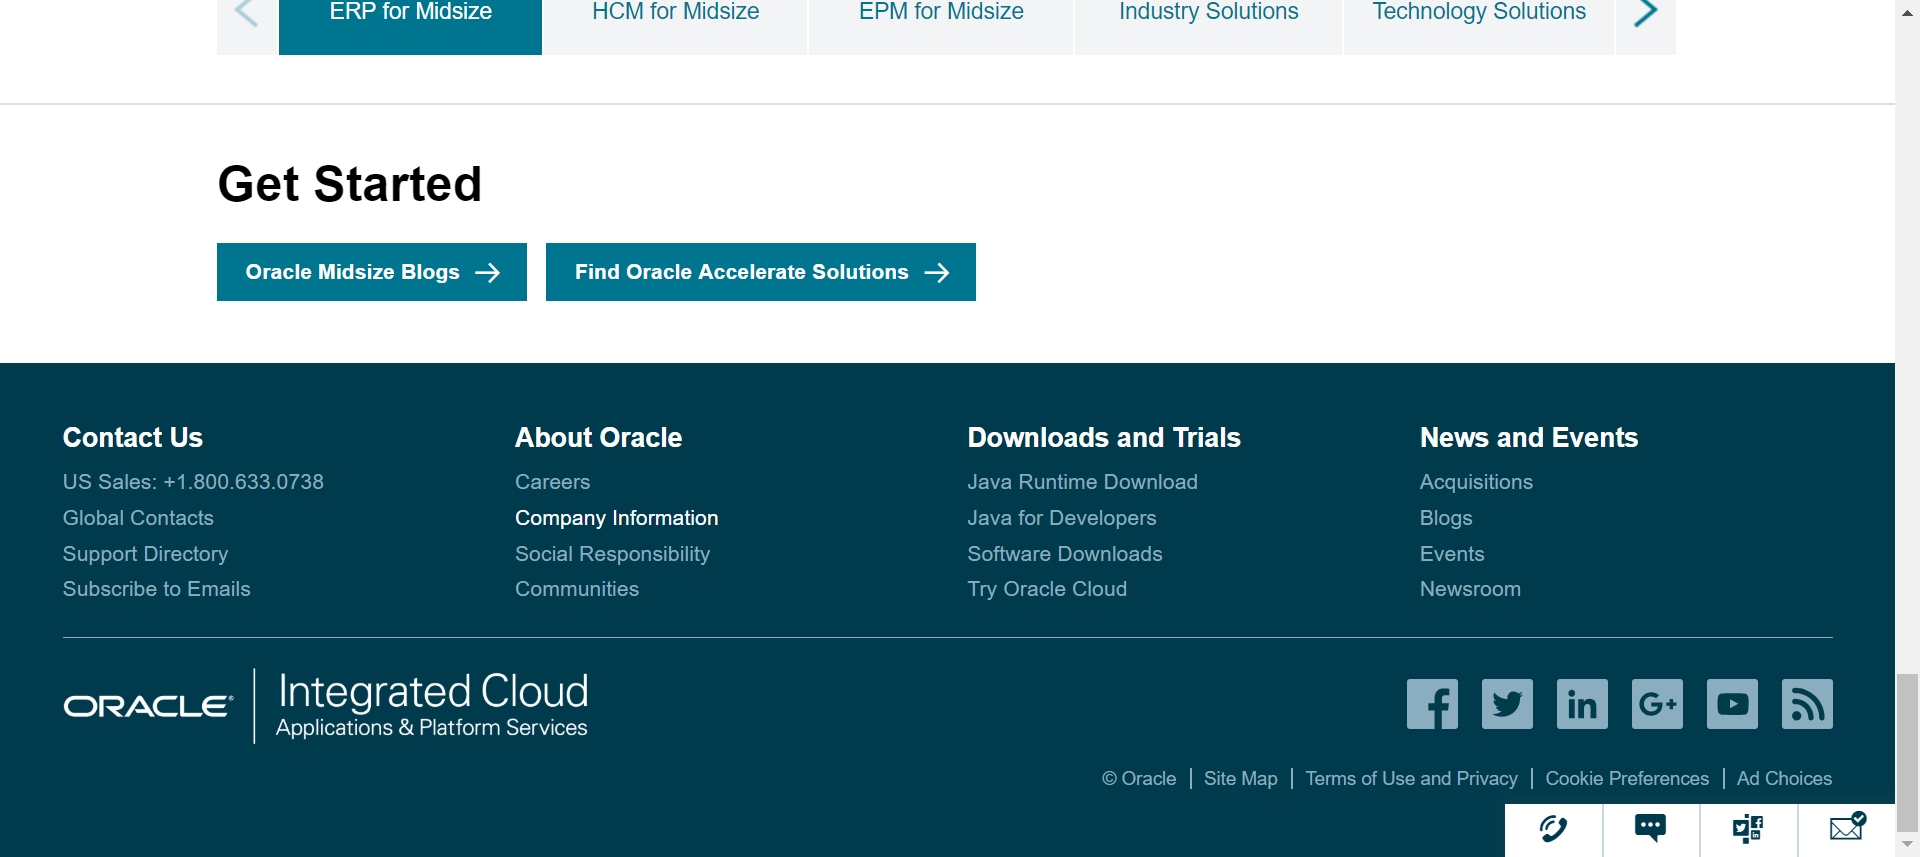 ERP for Midsize
HCM for Midsize
EPM for Midsize
Industry Solutions
Technology Solutions
Get Started
Oracle Midsize Blogs
Find Oracle Accelerate Solutions
Contact Us
US Sales: +1.800.633.0738
Global Contacts
Support Directory
Subscribe to Emails
About Oracle
Careers
Company Information
Social Responsibility
Communities
Downloads and Trials
Java Runtime Download
Java for Developers
Software Downloads
Try Oracle Cloud
News and Events
Acquisitions
Blogs
Events
Newsroom
ORACLE®
Integrated Cloud
Applications & Platform Services
© Oracle | Site Map | Terms of Use and Privacy | Cookie Preferences | Ad Choices